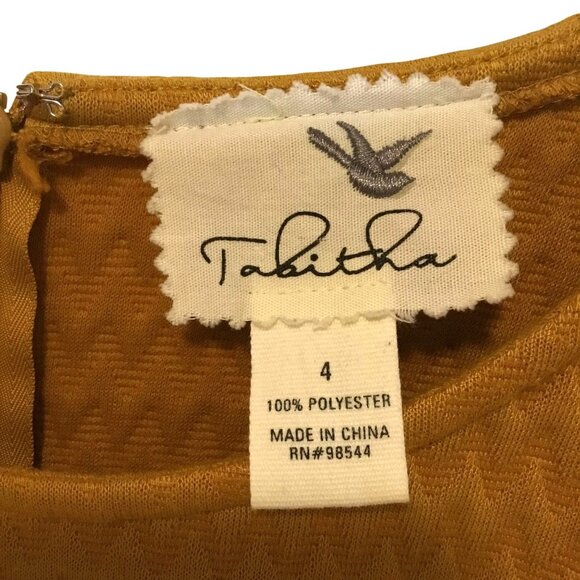 Tabitha
4
100% POLYESTER
MADE IN CHINA
RN#98544